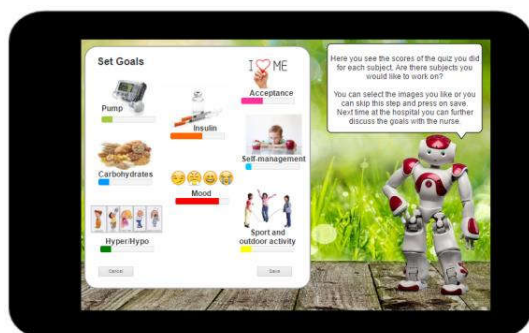 Set Goals
I ME
Acceptance
Pump
Insulin
Carbohydrates
Self-management
Mood
Hyper/Hypo
Sport and
outdoor activity
Cancel
Save
Here you see the scores of the quiz you did
for each subject. Are there subjects you
would like to work on?
You can select the images you like or you
can skip this step and press on save.
Next time at the hospital you can further
discuss the goals with the nurse.